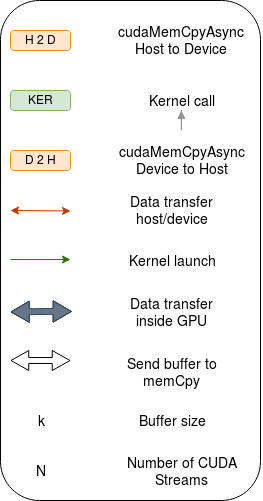 H 2 D
cudaMemCpyAsync
Host to Device
KER
Kernel call
D 2 H
cudaMemCpyAsync
Device to Host
Data transfer
host/device
Kernel launch
Data transfer
inside GPU
Send buffer to
memCpy
k
Buffer size
N
Number of CUDA
Streams